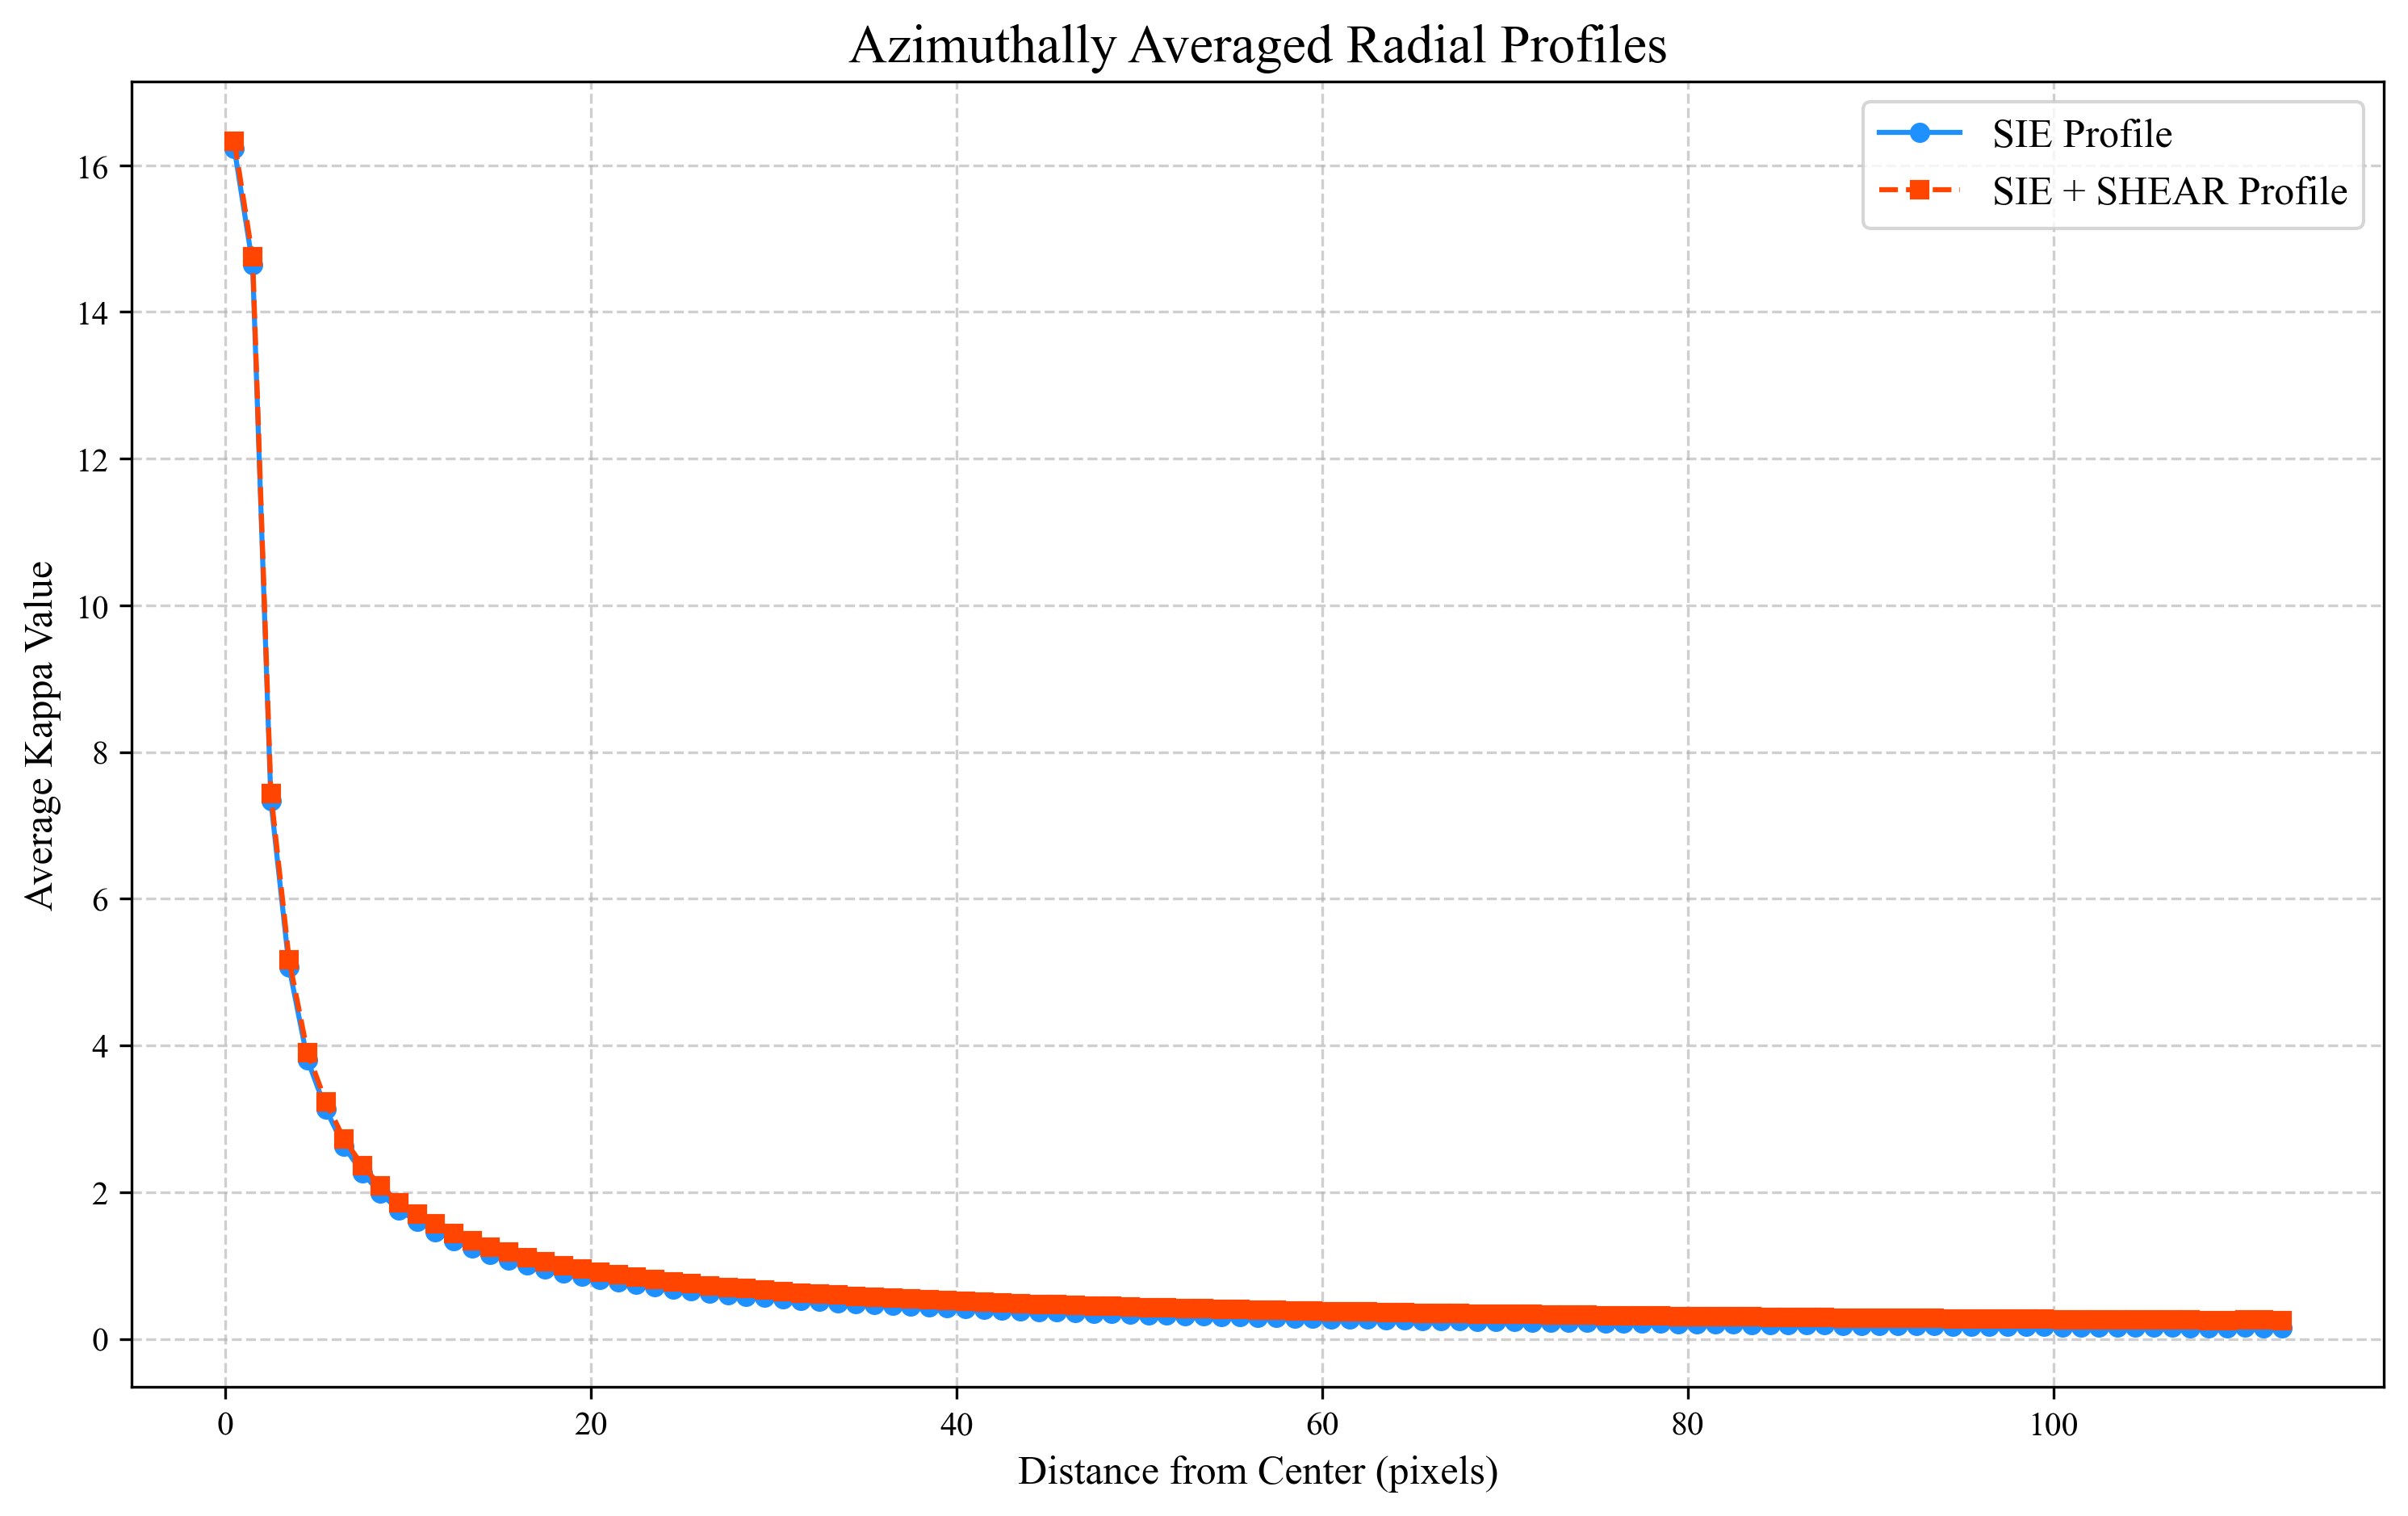 Azimuthally Averaged Radial Profiles
SIE Profile
SIE + SHEAR Profile
16
14
12
10
8
6
4
2
0
Average Kappa Value
0 20 40 60 80 100
Distance from Center (pixels)